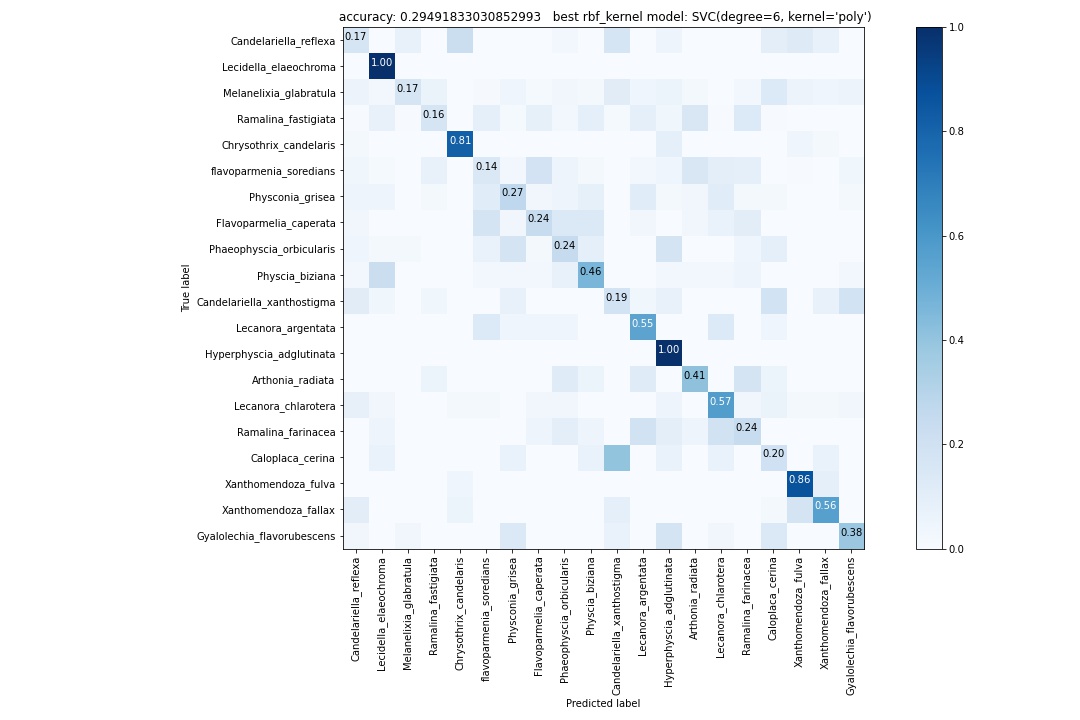 accuracy: 0.29491833030852993   best rbf_kernel model: SVC(degree=6, kernel='poly')
True label
Candelariella_reflexa
Lecidella_elaeochroma
Melanelixia_glabratula
Ramalina_fastigiata
Chrysothrix_candelaris
flavoparmenia_soredians
Physconia_grisea
Flavoparmelia_caperata
Phaeophyscia_orbicularis
Physcia_biziana
Candelariella_xanthostigma
Lecanora_argentata
Hyperphyscia_adglutinata
Arthonia_radiata
Lecanora_chlarotera
Ramalina_farinacea
Caloplaca_cerina
Xanthomendoza_fulva
Xanthomendoza_fallax
Gyalolechia_flavorubescens
0.17
1.00
0.17
0.16
0.81
0.14
0.27
0.24
0.24
0.46
0.19
0.55
1.00
0.41
0.57
0.24
0.20
0.86
0.56
0.38
Candelariella_reflexa
Lecidella_elaeochroma
Melanelixia_glabratula
Ramalina_fastigiata
Chrysothrix_candelaris
flavoparmenia_soredians
Physconia_grisea
Flavoparmelia_caperata
Phaeophyscia_orbicularis
Physcia_biziana
Candelariella_xanthostigma
Lecanora_argentata
Hyperphyscia_adglutinata
Arthonia_radiata
Lecanora_chlarotera
Ramalina_farinacea
Caloplaca_cerina
Xanthomendoza_fulva
Xanthomendoza_fallax
Gyalolechia_flavorubescens
Predicted label
1.0
0.8
0.6
0.4
0.2
0.0